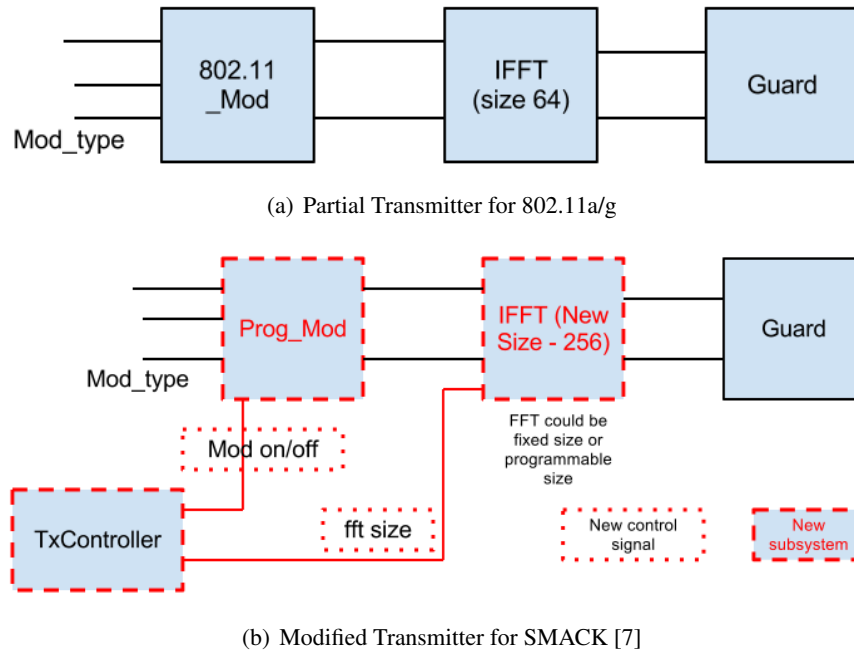 802.11
_Mod
IFFT
(size 64)
Guard
Mod_type
(a) Partial Transmitter for 802.11a/g
Prog_Mod
IFFT (New
Size - 256)
Guard
Mod_type
FFT could be
fixed size or
programmable
size
Mod on/off
TxController
fft size
New control
signal
New
subsystem
(b) Modified Transmitter for SMACK [7]